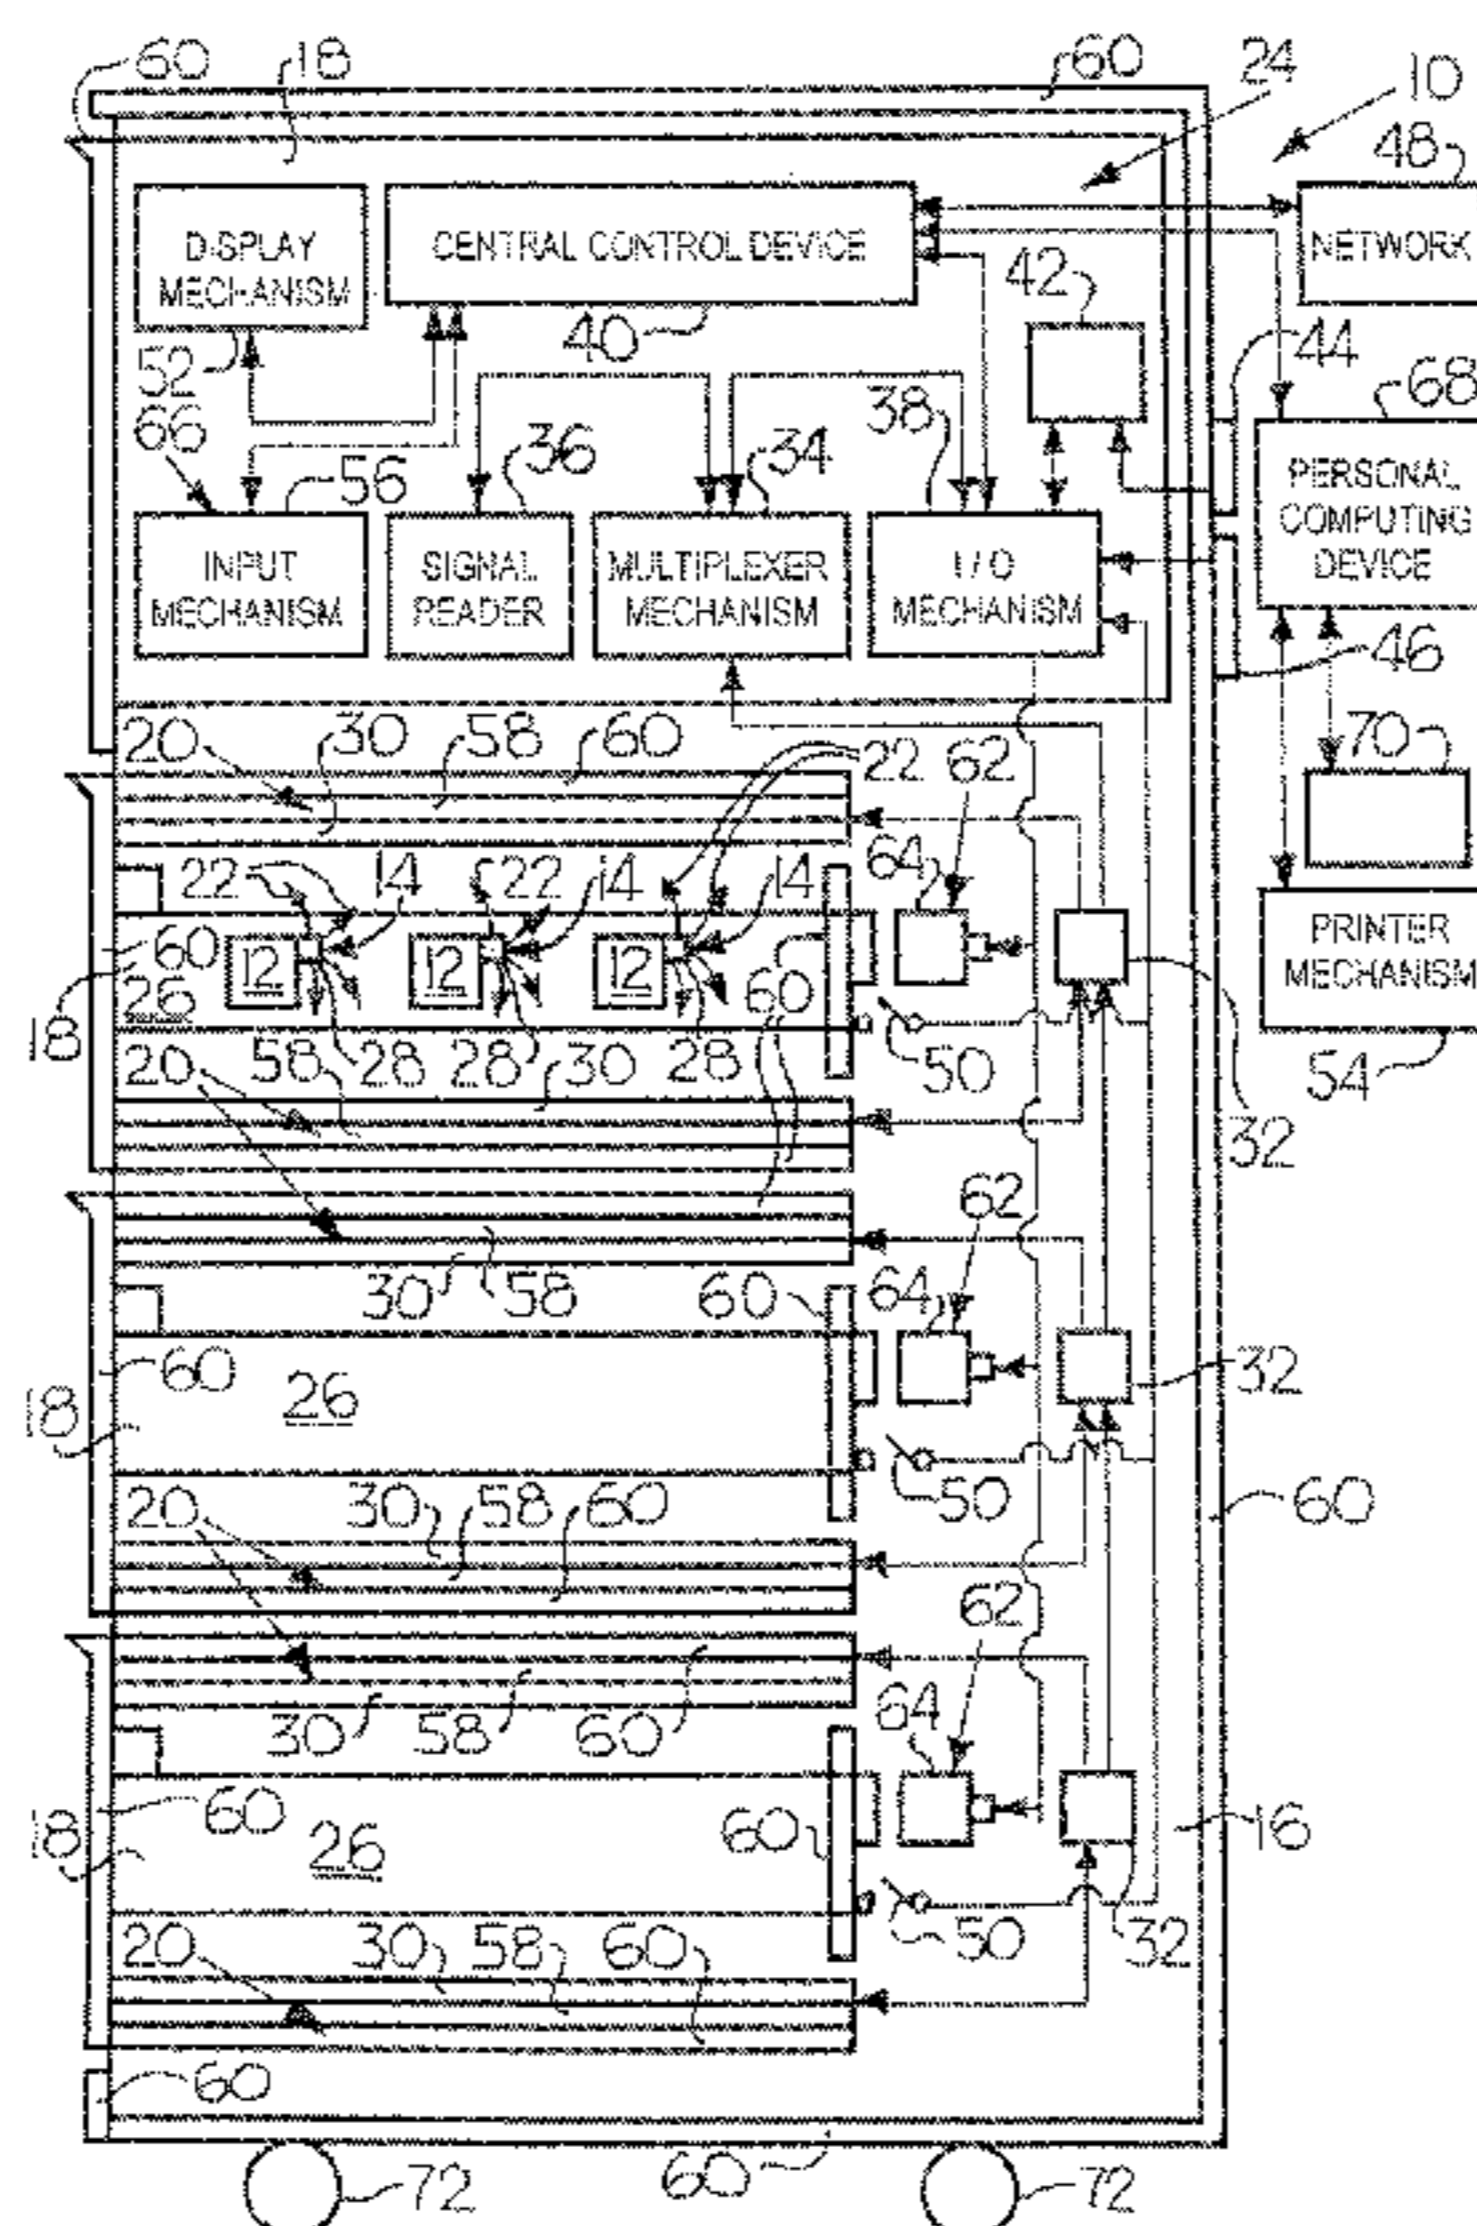 60 18 60 24 10
48
DISPLAY MECHANISM
CENTRAL CONTROL DEVICE
NETWORK
42
40
52
44
68
66
56
36
34
38
PERSONAL COMPUTING DEVICE
INPUT MECHANISM
SIGNAL READER
MULTIPLEXER MECHANISM
I/O MECHANISM
46
20 30 58 60 22 62
70
64
22 14 22 14 14
60
12 12 12
60
PRINTER MECHANISM
26
18
20 58 28 28 30 28 50
54
32
62
30 58 60 64
60
26
32
18
20 30 58 60 50
60
62
30 58 60 64
60
18
26
60
16
20 30 58 60 50 32
60
72 60 72